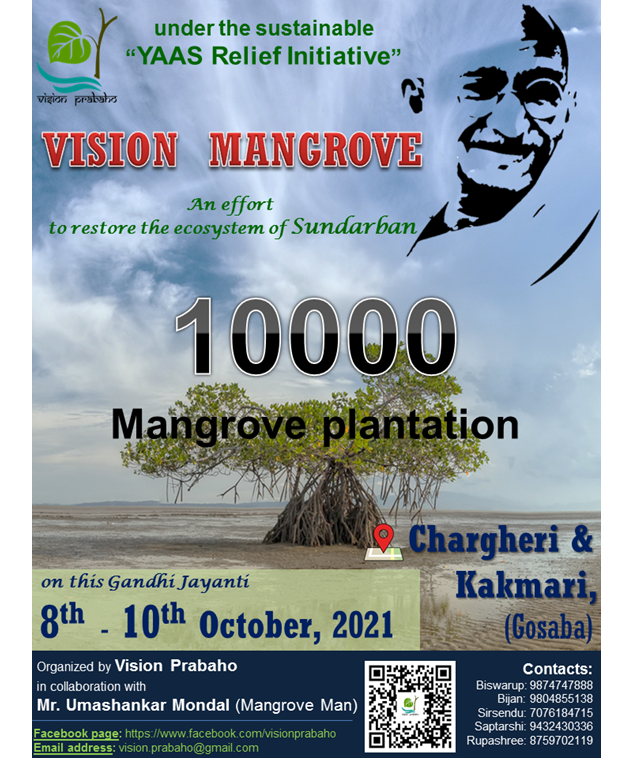 under the sustainable
“YAAS Relief Initiative”
vision prabaho
VISION MANGROVE
An effort
to restore the ecosystem of Sundarban
10000
Mangrove plantation
Chargheri &
Kakmari,
(Gosaba)
on this Gandhi Jayanti
8th - 10th October, 2021
Organized by Vision Prabaho
in collaboration with
Mr. Umashankar Mondal (Mangrove Man)
Facebook page: https://www.facebook.com/visionprabaho
Email address: vision.prabaho@gmail.com
Contacts:
Biswarup: 9874747888
Bijan: 9804855138
Sirsendu: 7076184715
Saptarshi: 9432430336
Rupashree: 8759702119